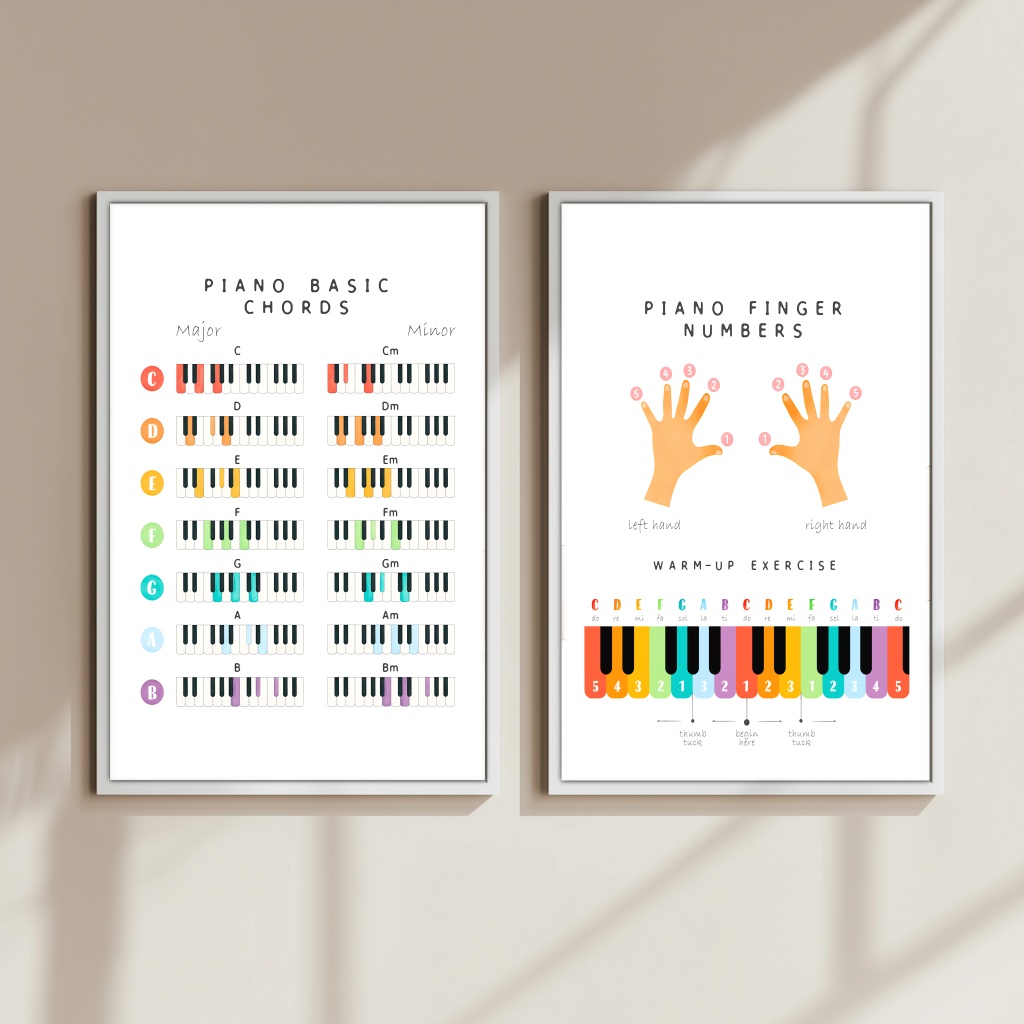 PIANO BASIC
CHORDS
Major Minor
C Cm
C
D Dm
D
E Em
E
F Fm
F
G Gm
G
A Am
A
B Bm
B
PIANO FINGER
NUMBERS
5 4 3 2 1
1 2 3 4 5
left hand right hand
WARM-UP EXERCISE
C D E F G A B C D E F G A B C
do re mi fa sol la ti do re mi fa sol la ti do
5 4 3 2 1 3 2 1 2 3 1 2 3 4 5
thumb tuck
begin here
thumb tuck